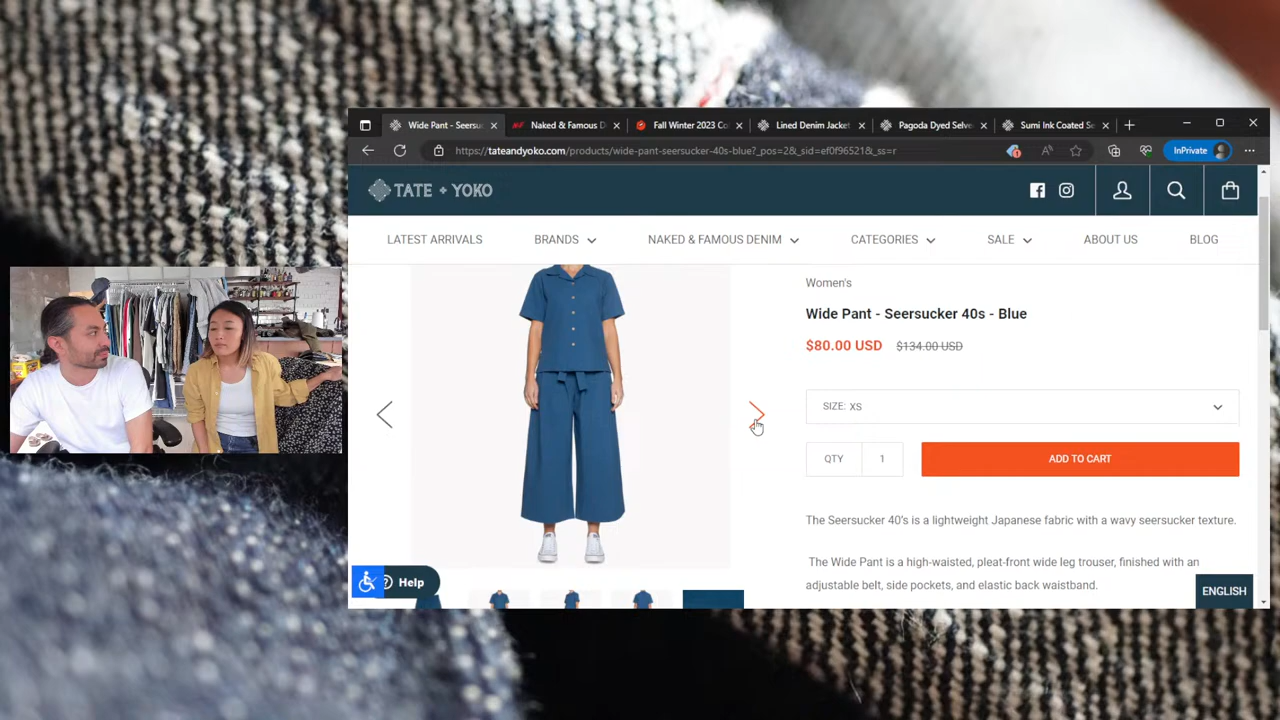 Wide Pant - Seersuc
Naked & Famous D
Fall Winter 2023 Co
Lined Denim Jacket
Pagoda Dyed Selve
Sumi Ink Coated Se
https://tateandyoko.com/products/wide-pant-seersucker-40s-blue?_pos=2&_sid=ef0f96521&_ss=r
InPrivate
TATE + YOKO
LATEST ARRIVALS
BRANDS
NAKED & FAMOUS DENIM
CATEGORIES
SALE
ABOUT US
BLOG
Women's
Wide Pant - Seersucker 40s - Blue
$80.00 USD $134.00 USD
SIZE: XS
QTY 1
ADD TO CART
The Seersucker 40's is a lightweight Japanese fabric with a wavy seersucker texture.
The Wide Pant is a high-waisted, pleat-front wide leg trouser, finished with an
adjustable belt, side pockets, and elastic back waistband.
Help
ENGLISH